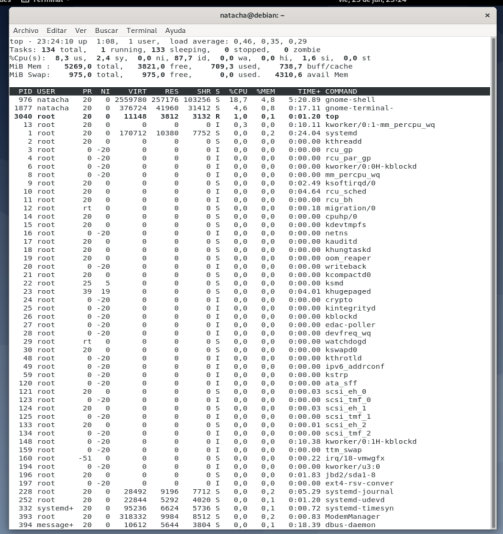 natacha@debian: ~
Archivo Editar Ver Buscar Terminal Ayuda
top - 23:24:10 up 1:08, 1 user, load average: 0,46, 0,35, 0,29
Tasks: 134 total, 1 running, 133 sleeping, 0 stopped, 0 zombie
%Cpu(s): 8,3 us, 2,4 sy, 0,0 ni, 87,7 id, 0,0 wa, 0,0 hi, 1,6 si, 0,0 st
MiB Mem : 5269,0 total, 3821,0 free, 709,3 used, 738,7 buff/cache
MiB Swap: 975,0 total, 975,0 free, 0,0 used. 4310,6 avail Mem
PID USER PR NI VIRT RES SHR S %CPU %MEM TIME+ COMMAND
976 natacha 20 0 2559780 257176 103256 S 18,7 4,8 5:20.89 gnome-shell
1877 natacha 20 0 376724 41960 31412 S 4,6 0,8 0:17.11 gnome-terminal-
3040 root 20 0 11148 3812 3132 R 1,0 0,1 0:01.20 top
13 root 20 0 0 0 0 I 0,3 0,0 0:10.11 kworker/0:1-mm_percpu_wq
1 root 20 0 170712 10380 7752 S 0,0 0,2 0:24.04 systemd
2 root 20 0 0 0 0 S 0,0 0,0 0:00.00 kthreadd
3 root 0 -20 0 0 0 I 0,0 0,0 0:00.00 rcu_gp
4 root 0 -20 0 0 0 I 0,0 0,0 0:00.00 rcu_par_gp
6 root 0 -20 0 0 0 I 0,0 0,0 0:00.00 kworker/0:0H-kblockd
8 root 0 -20 0 0 0 I 0,0 0,0 0:00.00 mm_percpu_wq
9 root 20 0 0 0 0 S 0,0 0,0 0:02.49 ksoftirqd/0
10 root 20 0 0 0 0 I 0,0 0,0 0:04.64 rcu_sched
11 root 20 0 0 0 0 I 0,0 0,0 0:00.00 rcu_bh
12 root rt 0 0 0 0 S 0,0 0,0 0:00.18 migration/0
14 root 20 0 0 0 0 S 0,0 0,0 0:00.00 cpuhp/0
15 root 20 0 0 0 0 S 0,0 0,0 0:00.00 kdevtmpfs
16 root 0 -20 0 0 0 I 0,0 0,0 0:00.00 netns
17 root 20 0 0 0 0 S 0,0 0,0 0:00.00 kauditd
18 root 20 0 0 0 0 S 0,0 0,0 0:00.00 khungtaskd
19 root 20 0 0 0 0 S 0,0 0,0 0:00.00 oom_reaper
20 root 0 -20 0 0 0 I 0,0 0,0 0:00.00 writeback
21 root 20 0 0 0 0 S 0,0 0,0 0:00.00 kcompactd0
22 root 25 5 0 0 0 S 0,0 0,0 0:00.00 ksmd
23 root 39 19 0 0 0 S 0,0 0,0 0:04.01 khugepaged
24 root 0 -20 0 0 0 I 0,0 0,0 0:00.00 crypto
25 root 0 -20 0 0 0 I 0,0 0,0 0:00.00 kintegrityd
26 root 0 -20 0 0 0 I 0,0 0,0 0:00.00 kblockd
27 root 0 -20 0 0 0 I 0,0 0,0 0:00.00 edac-poller
28 root 0 -20 0 0 0 I 0,0 0,0 0:00.00 devfreq_wq
29 root rt 0 0 0 0 S 0,0 0,0 0:00.00 watchdogd
30 root 20 0 0 0 0 S 0,0 0,0 0:00.00 kswapd0
48 root 0 -20 0 0 0 I 0,0 0,0 0:00.00 kthrotld
49 root 0 -20 0 0 0 I 0,0 0,0 0:00.00 ipv6_addrconf
59 root 0 -20 0 0 0 I 0,0 0,0 0:00.00 kstrp
120 root 0 -20 0 0 0 I 0,0 0,0 0:00.00 ata_sff
121 root 20 0 0 0 0 S 0,0 0,0 0:00.03 scsi_eh_0
123 root 0 -20 0 0 0 I 0,0 0,0 0:00.00 scsi_tmf_0
124 root 20 0 0 0 0 S 0,0 0,0 0:00.03 scsi_eh_1
125 root 0 -20 0 0 0 I 0,0 0,0 0:00.00 scsi_tmf_1
133 root 20 0 0 0 0 S 0,0 0,0 0:00.01 scsi_eh_2
134 root 0 -20 0 0 0 I 0,0 0,0 0:00.00 scsi_tmf_2
148 root 0 -20 0 0 0 I 0,0 0,0 0:10.38 kworker/0:1H-kblockd
159 root 0 -20 0 0 0 I 0,0 0,0 0:00.00 ttm_swap
160 root -51 0 0 0 0 S 0,0 0,0 0:00.22 irq/18-vmwgfx
194 root 0 -20 0 0 0 I 0,0 0,0 0:00.00 kworker/u3:0
196 root 20 0 0 0 0 S 0,0 0,0 0:01.83 jbd2/sda1-8
197 root 0 -20 0 0 0 I 0,0 0,0 0:00.00 ext4-rsv-conver
228 root 20 0 28492 9196 7712 S 0,0 0,2 0:05.29 systemd-journal
252 root 20 0 22844 5292 4020 S 0,0 0,1 0:01.20 systemd-udevd
332 systemd+ 20 0 95236 6624 5736 S 0,0 0,1 0:00.72 systemd-timesyn
393 root 20 0 318332 9984 8512 S 0,0 0,2 0:00.83 ModemManager
394 message+ 20 0 10612 5644 3804 S 0,0 0,1 0:18.39 dbus-daemon